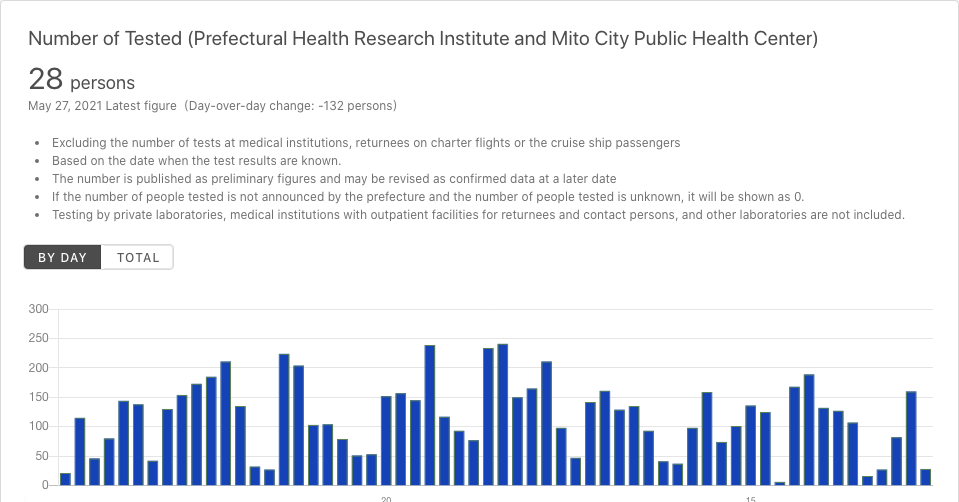 Number of Tested (Prefectural Health Research Institute and Mito City Public Health Center)
28 persons
May 27, 2021 Latest figure (Day-over-day change: -132 persons)
• Excluding the number of tests at medical institutions, returnees on charter flights or the cruise ship passengers
• Based on the date when the test results are known.
• The number is published as preliminary figures and may be revised as confirmed data at a later date
• If the number of people tested is not announced by the prefecture and the number of people tested is unknown, it will be shown as 0.
• Testing by private laboratories, medical institutions with outpatient facilities for returnees and contact persons, and other laboratories are not included.
BY DAY TOTAL
300
250
200
150
100
50
0
20 15